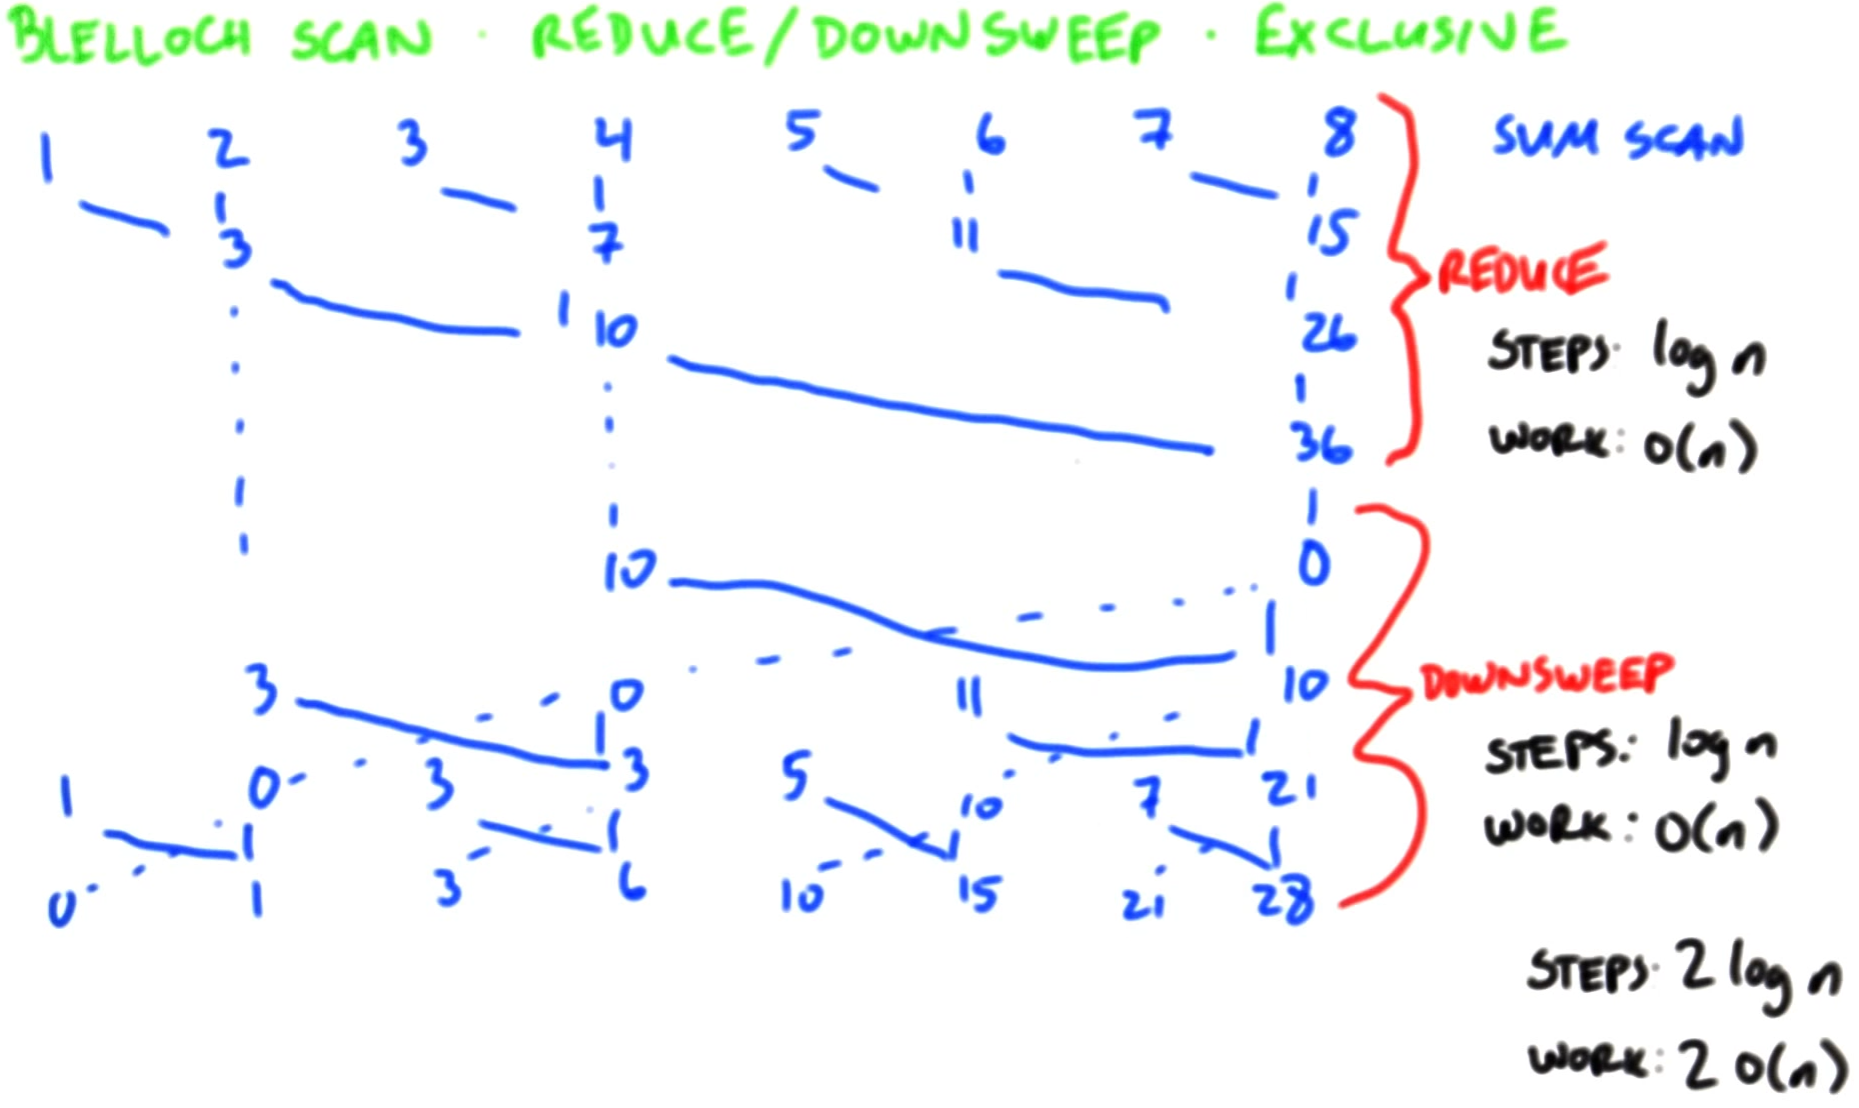 BLELLOCH SCAN · REDUCE/DOWNSWEEP · EXCLUSIVE
1 2 3 4 5 6 7 8 SUM SCAN
3 7 11 15
REDUCE
10 26 STEPS: log n
36 WORK: O(n)
10 0
3 0 11 10 DOWNSWEEP
1 0 3 3 5 10 7 21 STEPS: log n
WORK: O(n)
0 1 3 6 10 15 21 28
STEPS: 2 log n
WORK: 2 O(n)